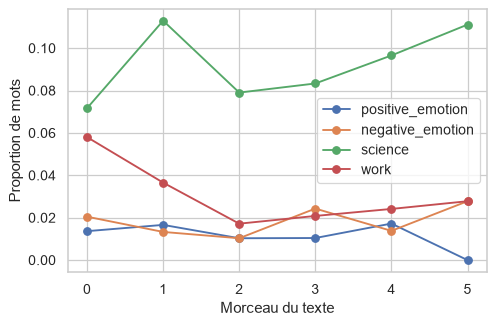 0.10
0.08
0.06
0.04
0.02
0.00
Proportion de mots
positive_emotion
negative_emotion
science
work
0 1 2 3 4 5
Morceau du texte